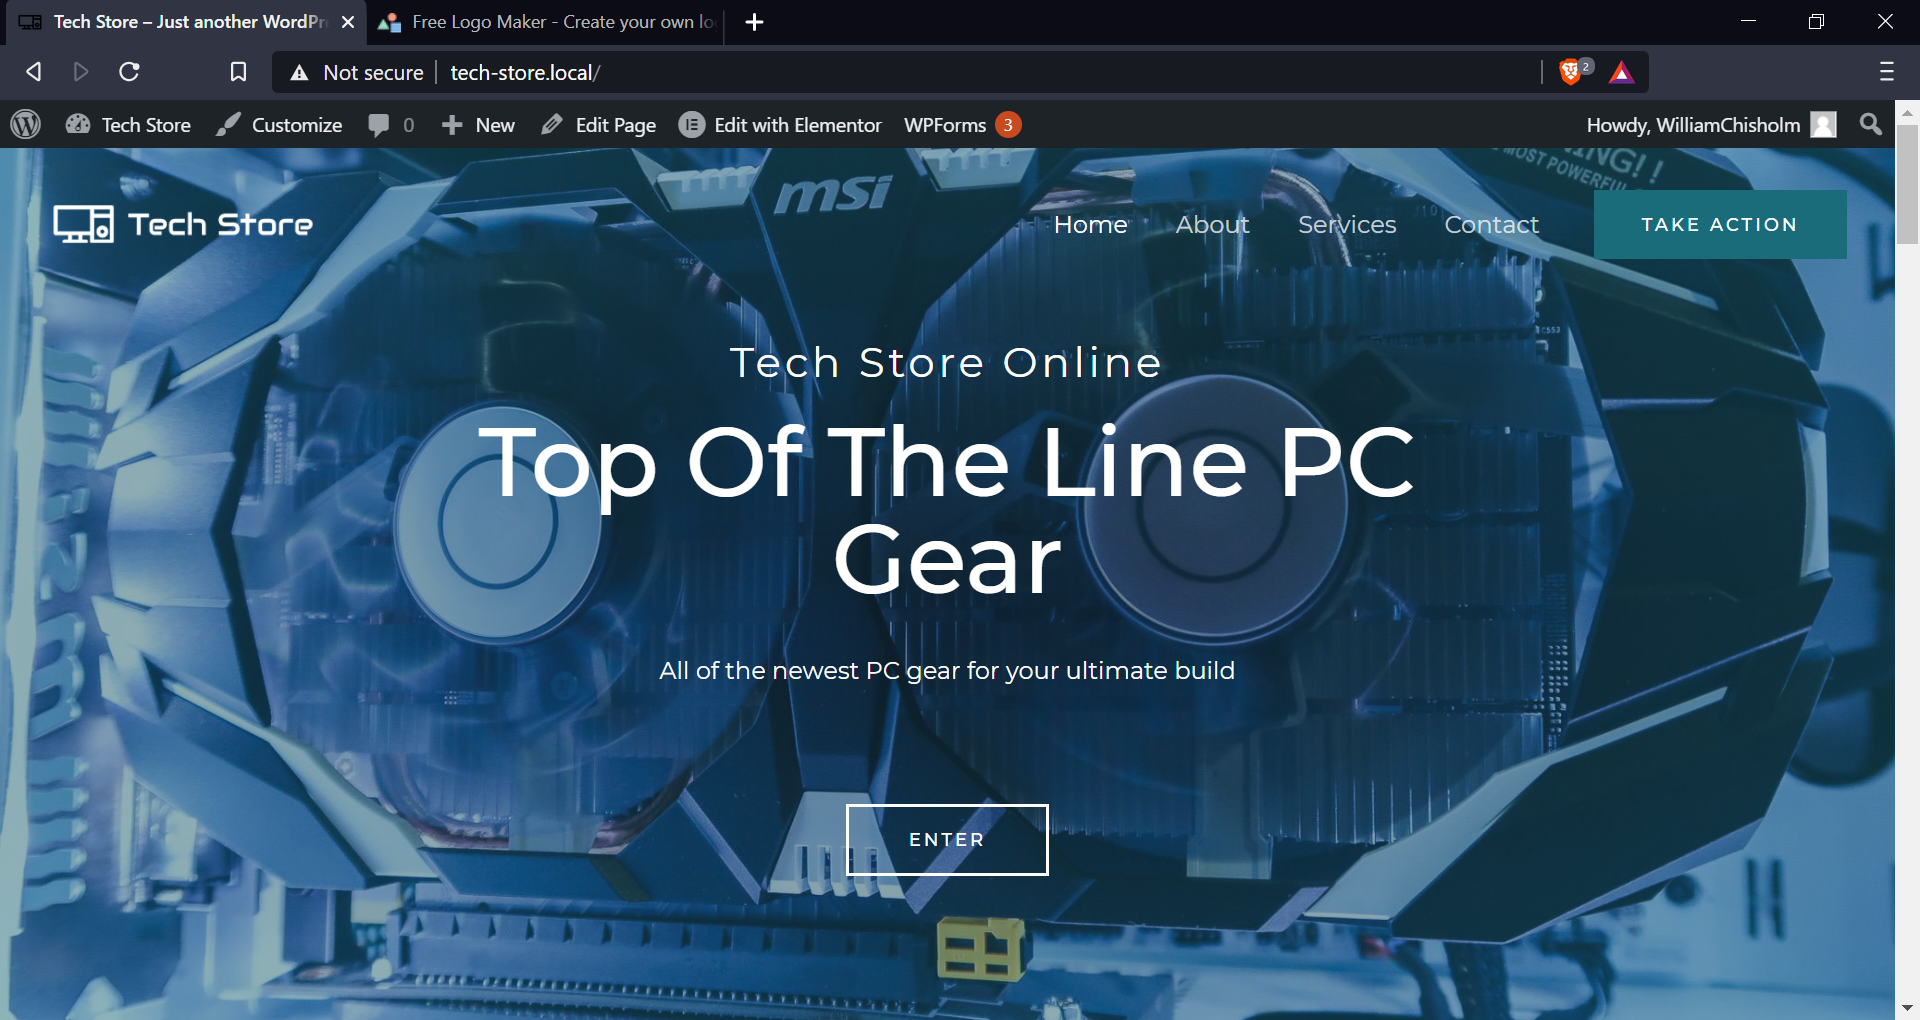 Tech Store – Just another WordPr
Free Logo Maker - Create your own lo
Not secure
tech-store.local/
2
Tech Store
Customize
0
New
Edit Page
Edit with Elementor
WPForms 3
Howdy, WilliamChisholm
msi
MOST POWERFUL
Tech Store
Home
About
Services
Contact
TAKE ACTION
Tech Store Online
Top Of The Line PC
Gear
All of the newest PC gear for your ultimate build
ENTER